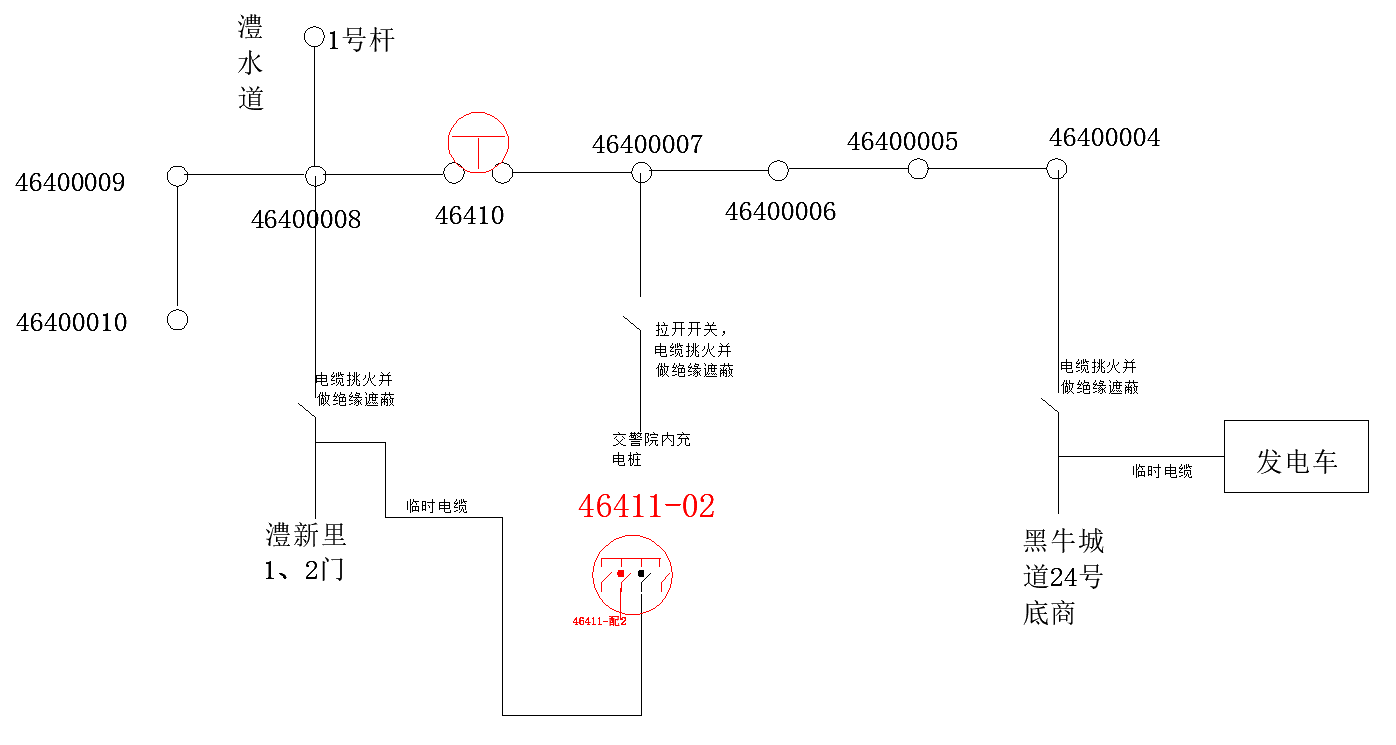 澧
水
道
1号杆
46400009
46400008
46410
46400007
46400006
46400005
46400004
46400010
电缆挑火并
做绝缘遮蔽
拉开开关，
电缆挑火并
做绝缘遮蔽
电缆挑火并
做绝缘遮蔽
交警院内充
电桩
临时电缆
发电车
临时电缆
46411-02
46411-配2
澧新里
1、2门
黑牛城
道24号
底商